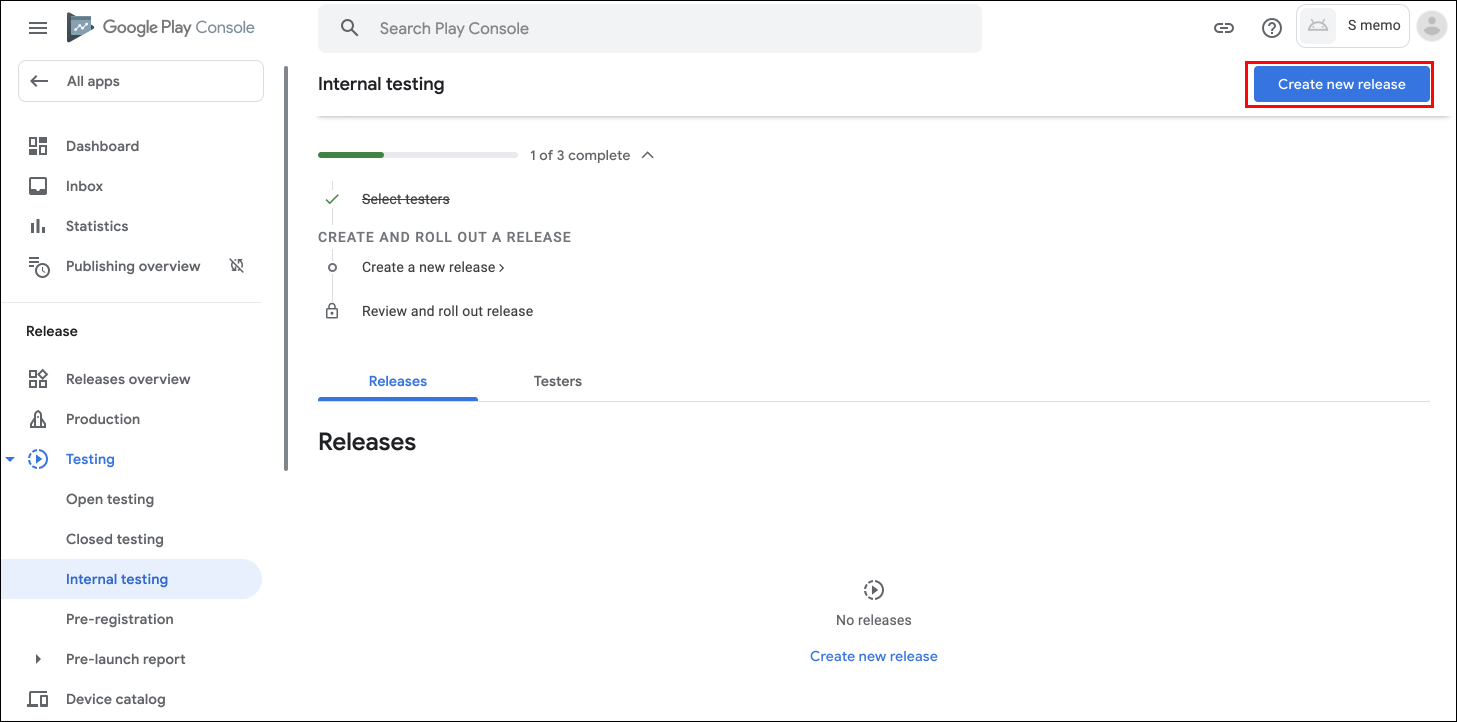 Google Play Console
Search Play Console
S memo
All apps
Internal testing
Create new release
Dashboard
Inbox
Statistics
Publishing overview
1 of 3 complete
Select testers
CREATE AND ROLL OUT A RELEASE
Create a new release ›
Review and roll out release
Release
Releases overview
Production
Testing
Open testing
Closed testing
Internal testing
Pre-registration
Pre-launch report
Device catalog
Releases
Testers
Releases
No releases
Create new release